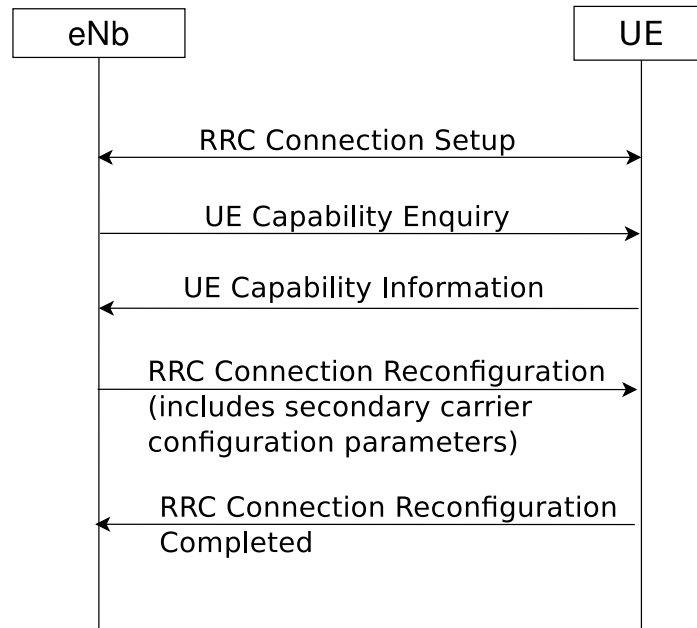 eNb
UE
RRC Connection Setup
UE Capability Enquiry
UE Capability Information
RRC Connection Reconfiguration
(includes secondary carrier
configuration parameters)
RRC Connection Reconfiguration
Completed